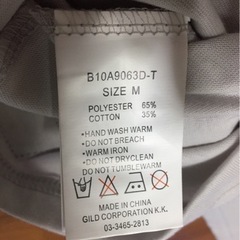 B10A9063D-T
SIZE M
POLYESTER 65%
COTTON 35%
•HAND WASH WARM
•DO NOT BREACH
•WARM IRON
•DO NOT DRYCLEAN
DO NOT TUMBLEWARM
MADE IN CHINA
GILD CORPORATION K.K.
03-3465-2813